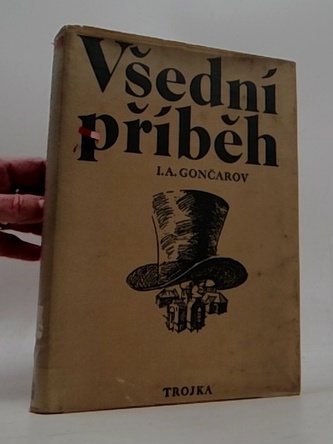 Všední
příběh
I. A. GONČAROV
TROJKA